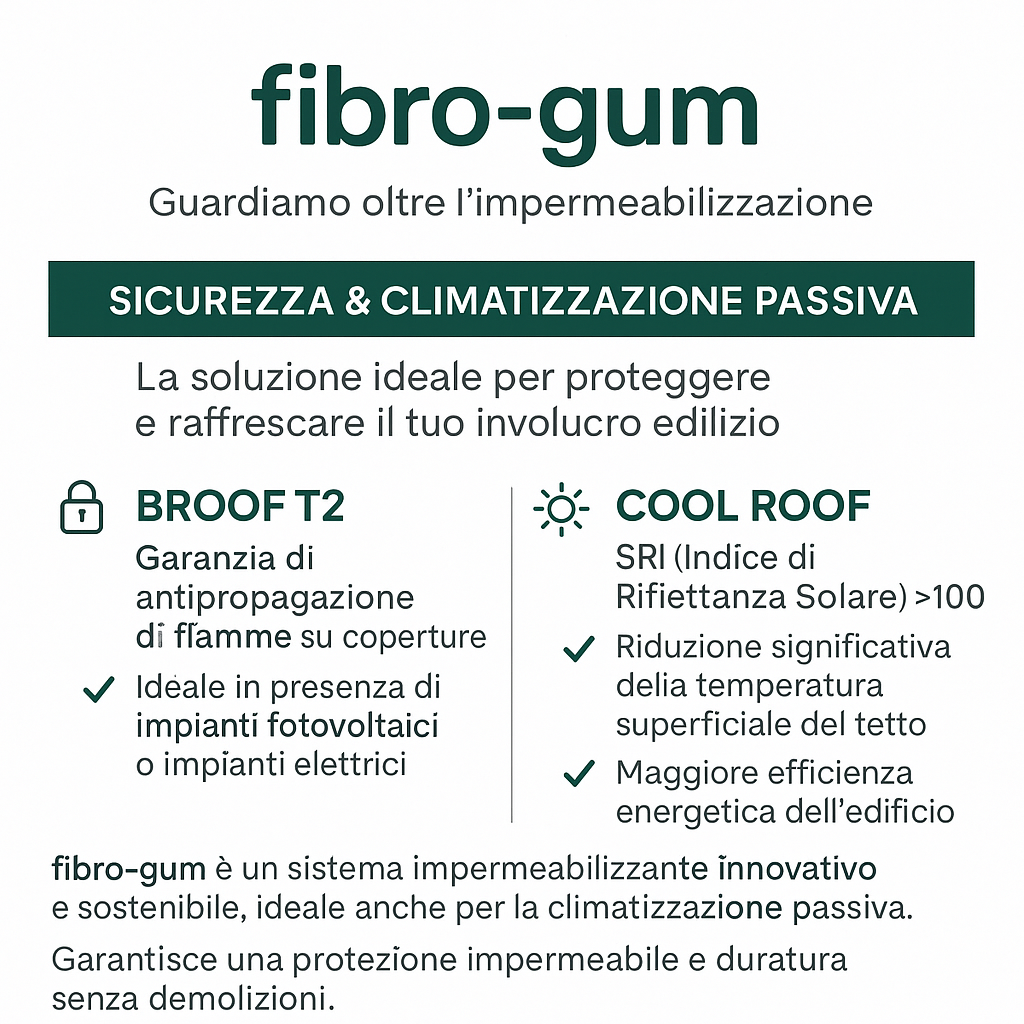 fibro-gum
Guardiamo oltre l'impermeabilizzazione
SICUREZZA & CLIMATIZZAZIONE PASSIVA
La soluzione ideale per proteggere
e raffrescare il tuo involucro edilizio
BROOF T2
Garanzia di
antipropagazione
di flamme su coperture
Ideale in presenza di
impianti fotovoltaici
o impianti elettrici
COOL ROOF
SRI (Indice di
Rifiettanza Solare) >100
Riduzione significativa
delia temperatura
superficiale del tetto
Maggiore efficienza
energetica dell'edificio
fibro-gum è un sistema impermeabilizzante innovativo
e sostenibile, ideale anche per la climatizzazione passiva.
Garantisce una protezione impermeabile e duratura
senza demolizioni.